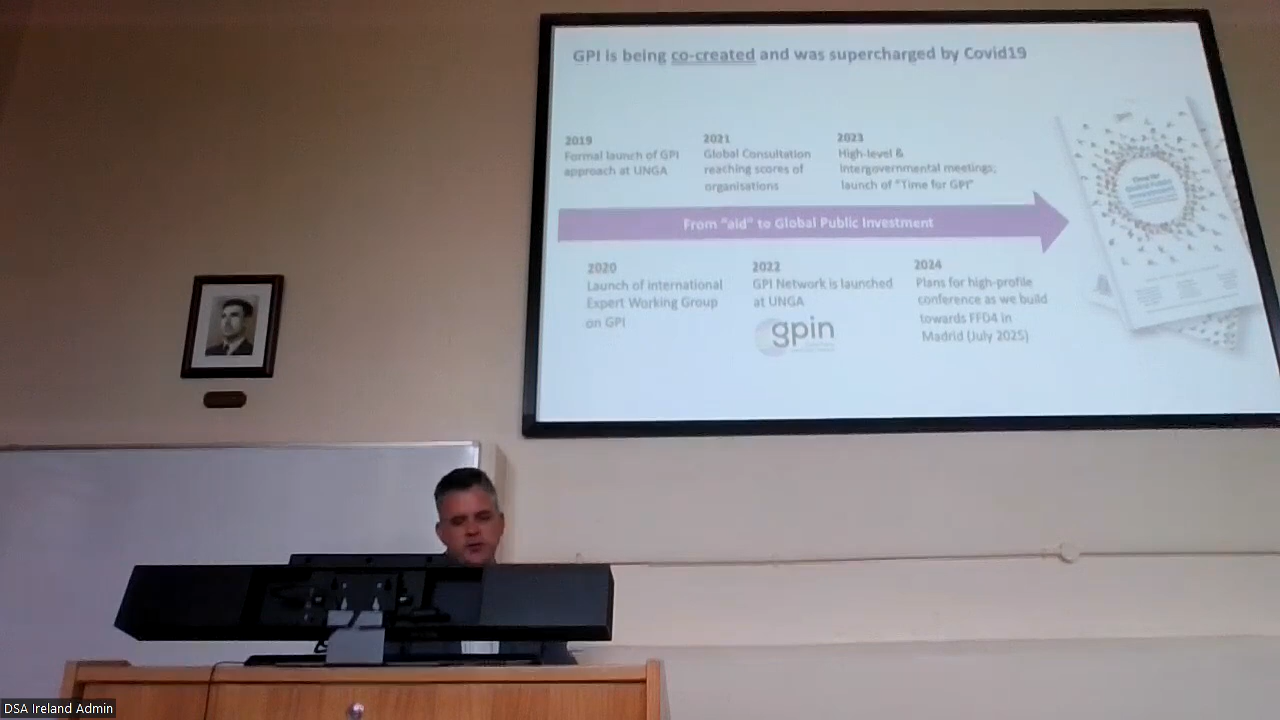 GPI is being co-created and was supercharged by Covid19
2019
Formal launch of GPI
approach at UNGA
2021
Global Consultation
reaching scores of
organisations
2023
High-level &
intergovernmental meetings;
launch of "Time for GPI"
From "aid" to Global Public Investment
2020
Launch of International
Expert Working Group
on GPI
2022
GPI Network is launched
at UNGA
gpin
2024
Plans for high-profile
conference as we build
towards FFD4 in
Madrid (July 2025)
DSA Ireland Admin